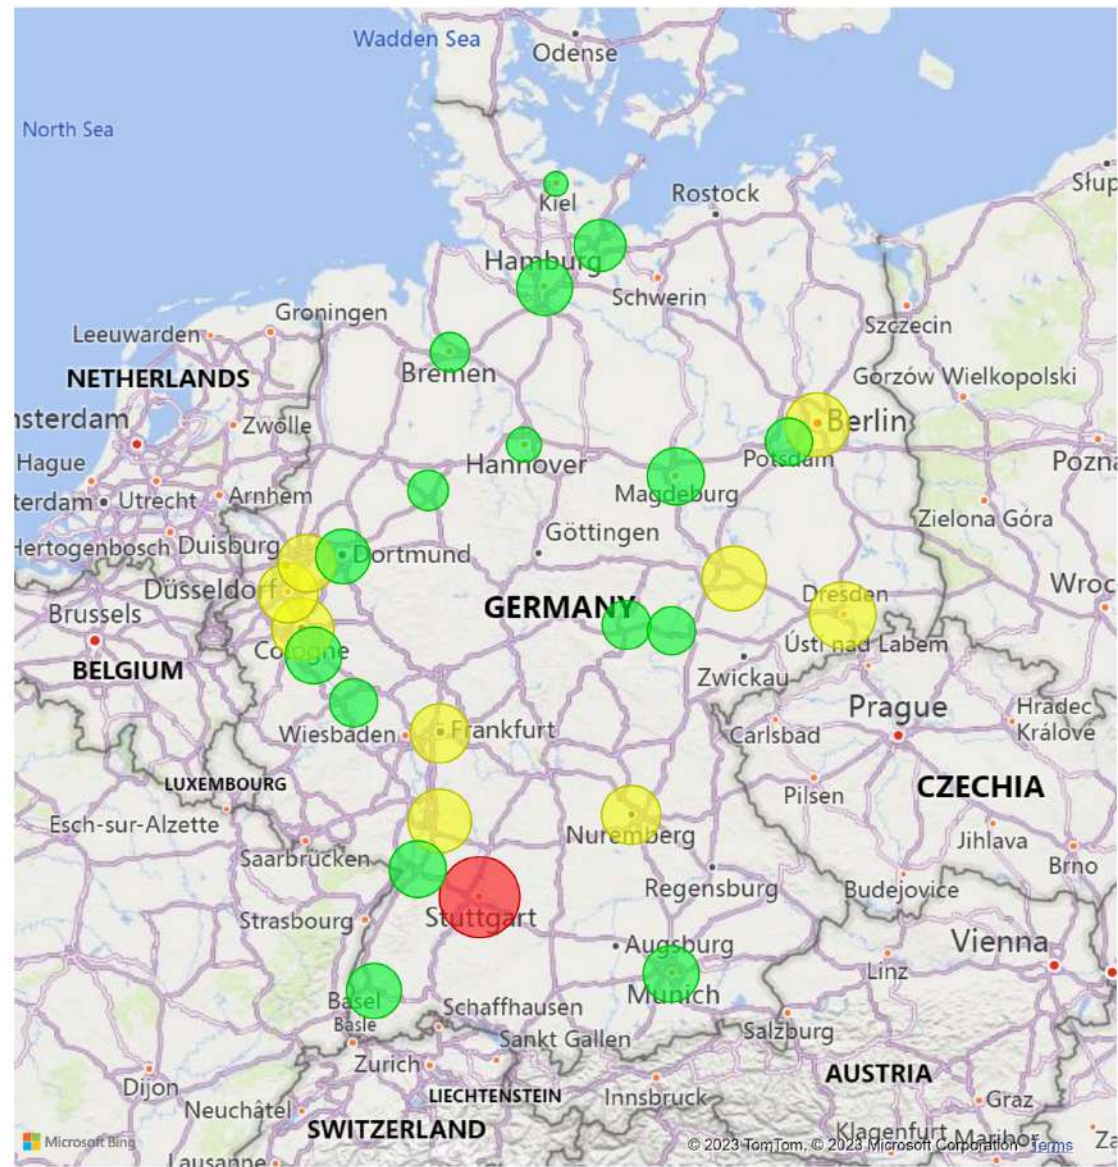 Wadden Sea
Odense
North Sea
Kiel
Rostock
Słup
Hamburg
Schwerin
Groningen
Szczecin
Leeuwarden
Bremen
NETHERLANDS
Gorzów Wielkopolski
nsterdam
Zwolle
Berlin
Hague
Hannover
Potsdam
Pozna
Magdeburg
terdam
Utrecht
Arnhem
Zielona Góra
Göttingen
Hertogenbosch
Duisburg
Dortmund
Düsseldorf
Wroc
Brussels
GERMANY
Dresden
Cologne
Ústí nad Labem
BELGIUM
Zwickau
Prague
Hradec
Králové
Wiesbaden
Frankfurt
Carlsbad
LUXEMBOURG
CZECHIA
Pilsen
Esch-sur-Alzette
Nuremberg
Jihlava
Saarbrücken
Brno
Regensburg
Budejovice
Strasbourg
Stuttgart
Augsburg
Vienna
Linz
Munich
Basel
Basle
Schaffhausen
Salzburg
Sankt Gallen
Zurich
Dijon
AUSTRIA
LIECHTENSTEIN
Innsbruck
Graz
Neuchâtel
SWITZERLAND
Klagenfurt
Maribor
Za
Microsoft Bing
© 2023 TomTom, © 2023 Microsoft Corporation Terms
Lausanne